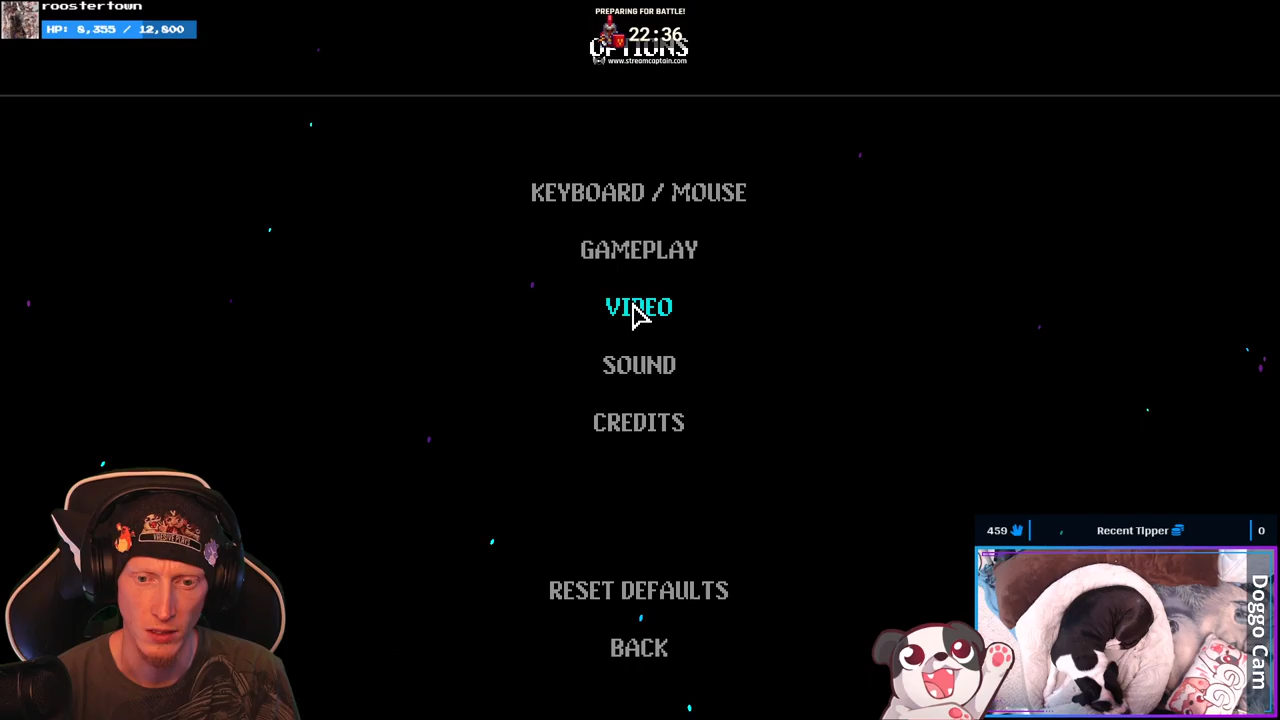 roostertown
HP: 8,355 / 12,800
PREPARING FOR BATTLE!
22:36
OPTIONS
www.streamcaptain.com
KEYBOARD / MOUSE
GAMEPLAY
VIDEO
SOUND
CREDITS
RESET DEFAULTS
BACK
459
Recent Tipper
0
Doggo Cam